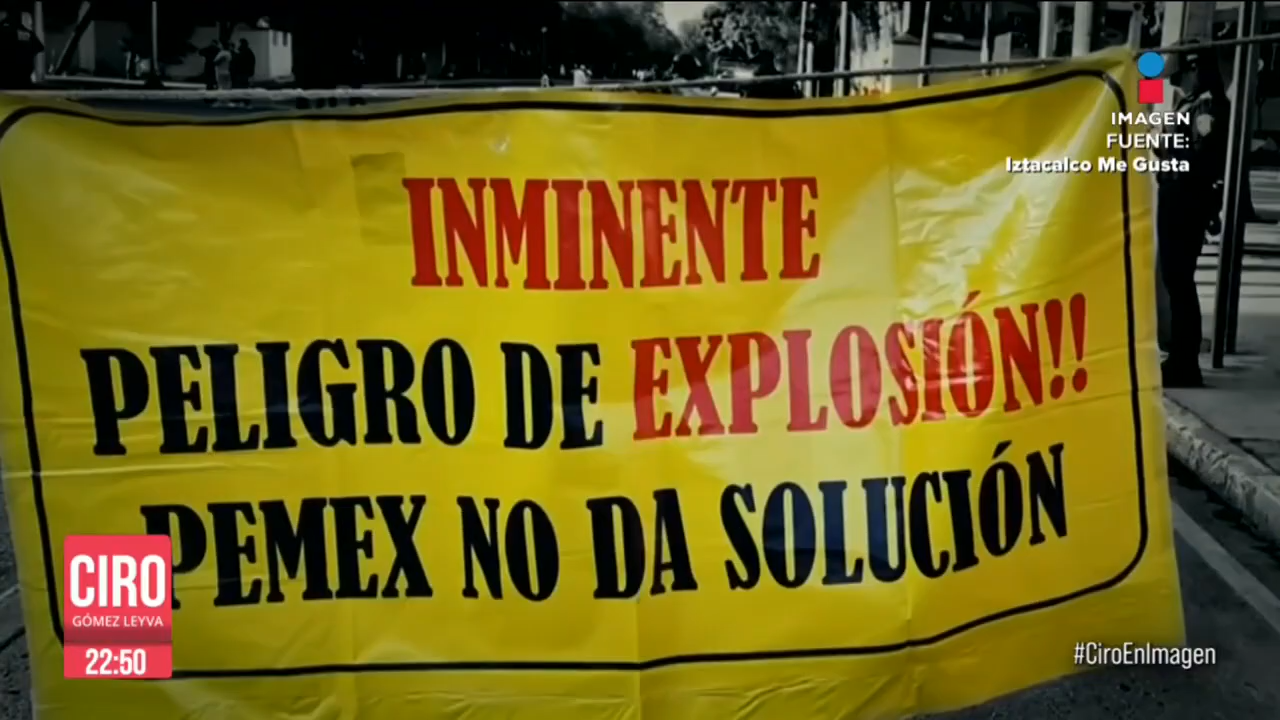 IMAGEN
FUENTE:
Iztacalco Me Gusta
INMINENTE
PELIGRO DE EXPLOSIÓN!!
PEMEX NO DA SOLUCIÓN
CIRO
GÓMEZ LEYVA
22:50
#CiroEnImagen